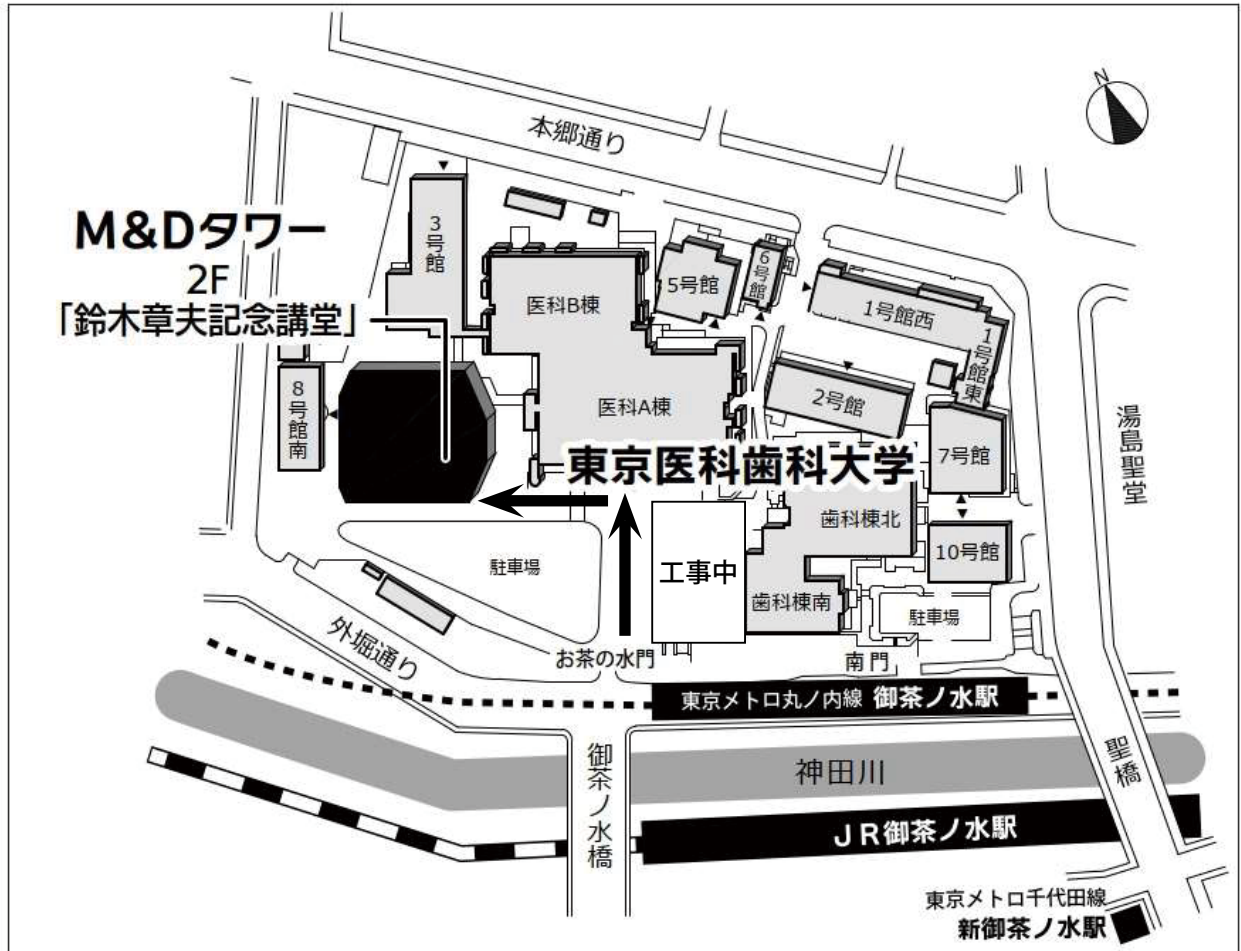 N
本郷通り
M&Dタワー
2F
「鈴木章夫記念講堂」
3号館
医科B棟
5号館
6号館
1号館西
1号館東
8号館南
医科A棟
2号館
7号館
湯島聖堂
東京医科歯科大学
歯科棟北
10号館
駐車場
工事中
歯科棟南
駐車場
外堀通り
お茶の水門
南門
東京メトロ丸ノ内線 御茶ノ水駅
御茶ノ水橋
神田川
聖橋
JR御茶ノ水駅
東京メトロ千代田線
新御茶ノ水駅